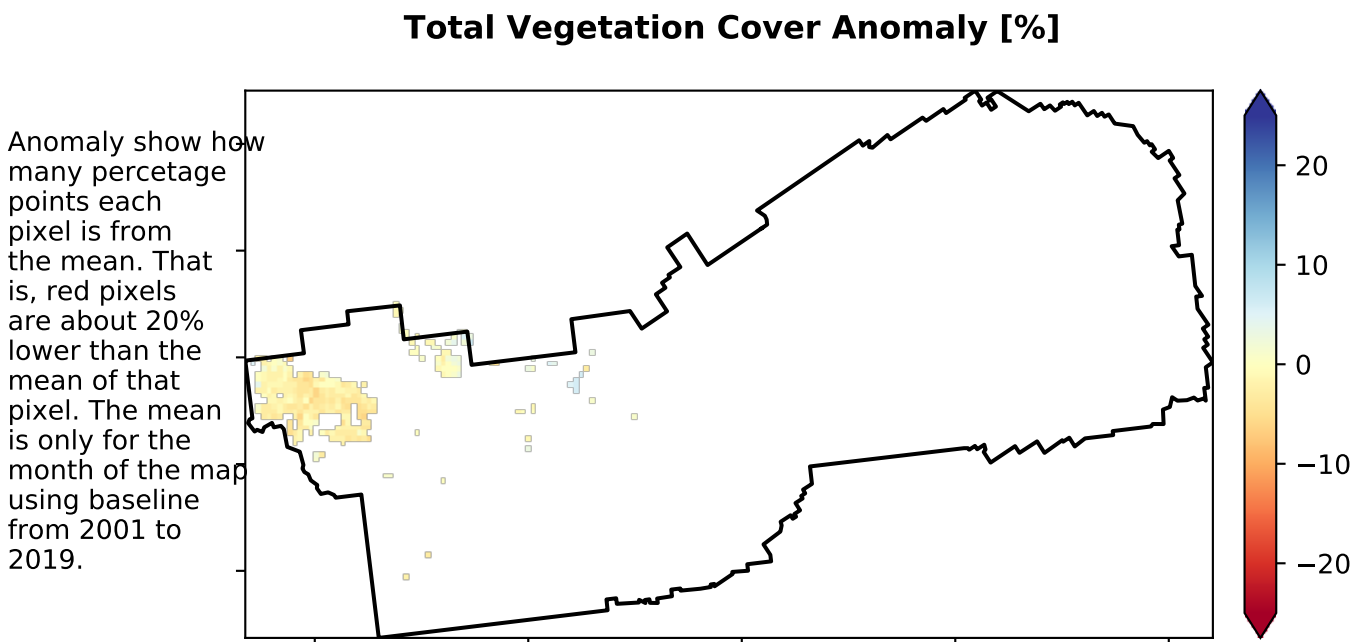 Total Vegetation Cover Anomaly [%]
Anomaly show how
many percetage
points each
pixel is from
the mean. That
is, red pixels
are about 20%
lower than the
mean of that
pixel. The mean
is only for the
month of the map
using baseline
from 2001 to
2019.
20
10
0
−10
−20